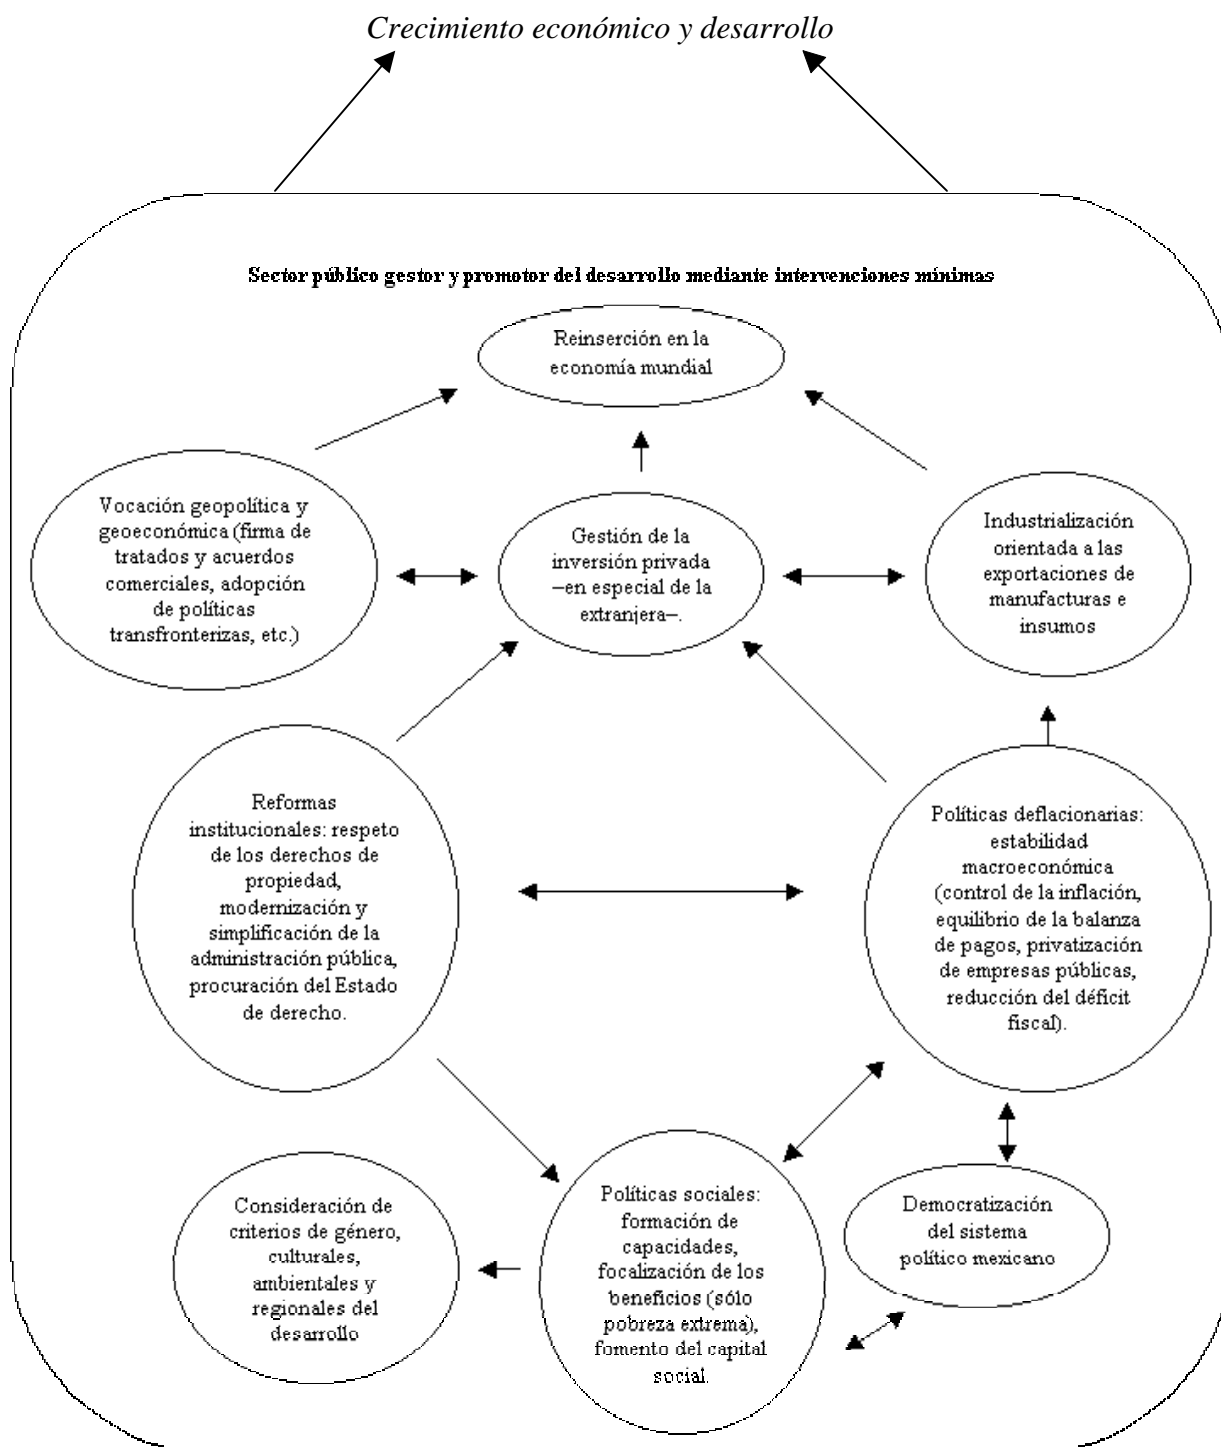 Crecimiento económico y desarrollo
Sector público gestor y promotor del desarrollo mediante intervenciones mínimas
Reinserción en la
economía mundial
Vocación geopolítica y
geoeconómica (firma de
tratados y acuerdos
comerciales, adopción
de políticas
transfronterizas, etc.)
Gestión de la
inversión privada
–en especial de la
extranjera–.
Industrialización
orientada a las
exportaciones de
manufacturas e
insumos
Reformas
institucionales: respeto
de los derechos de
propiedad,
modernización y
simplificación de la
administración pública,
procuración del Estado
de derecho.
Políticas deflacionarias:
estabilidad
macroeconómica
(control de la inflación,
equilibrio de la balanza
de pagos, privatización
de empresas públicas,
reducción del déficit
fiscal).
Consideración de
criterios de género,
culturales,
ambientales y
regionales del
desarrollo
Políticas sociales:
formación de
capacidades,
focalización de los
beneficios (sólo
pobreza extrema),
fomento del capital
social.
Democratización
del sistema
político mexicano